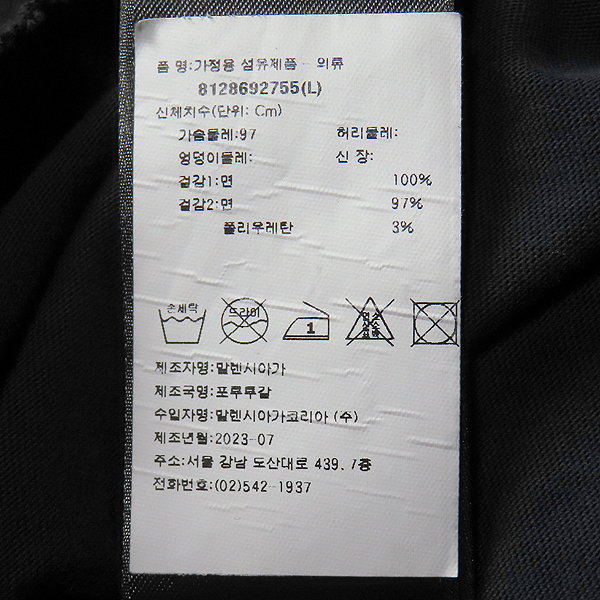 품 명:가정용 섬유제품 - 의류
8128692755(L)
신체치수(단위: Cm)
가슴둘레:97 허리둘레:
엉덩이둘레: 신 장:
겉감1:면 100%
겉감2:면 97%
폴리우레탄 3%
손세탁 드라이 1 염소표백
제조자명:발렌시아가
제조국명:포루투갈
수입자명:발렌시아가코리아 (주)
제조년월:2023-07
주소:서울 강남 도산대로 439. 7층
전화번호:(02)542-1937